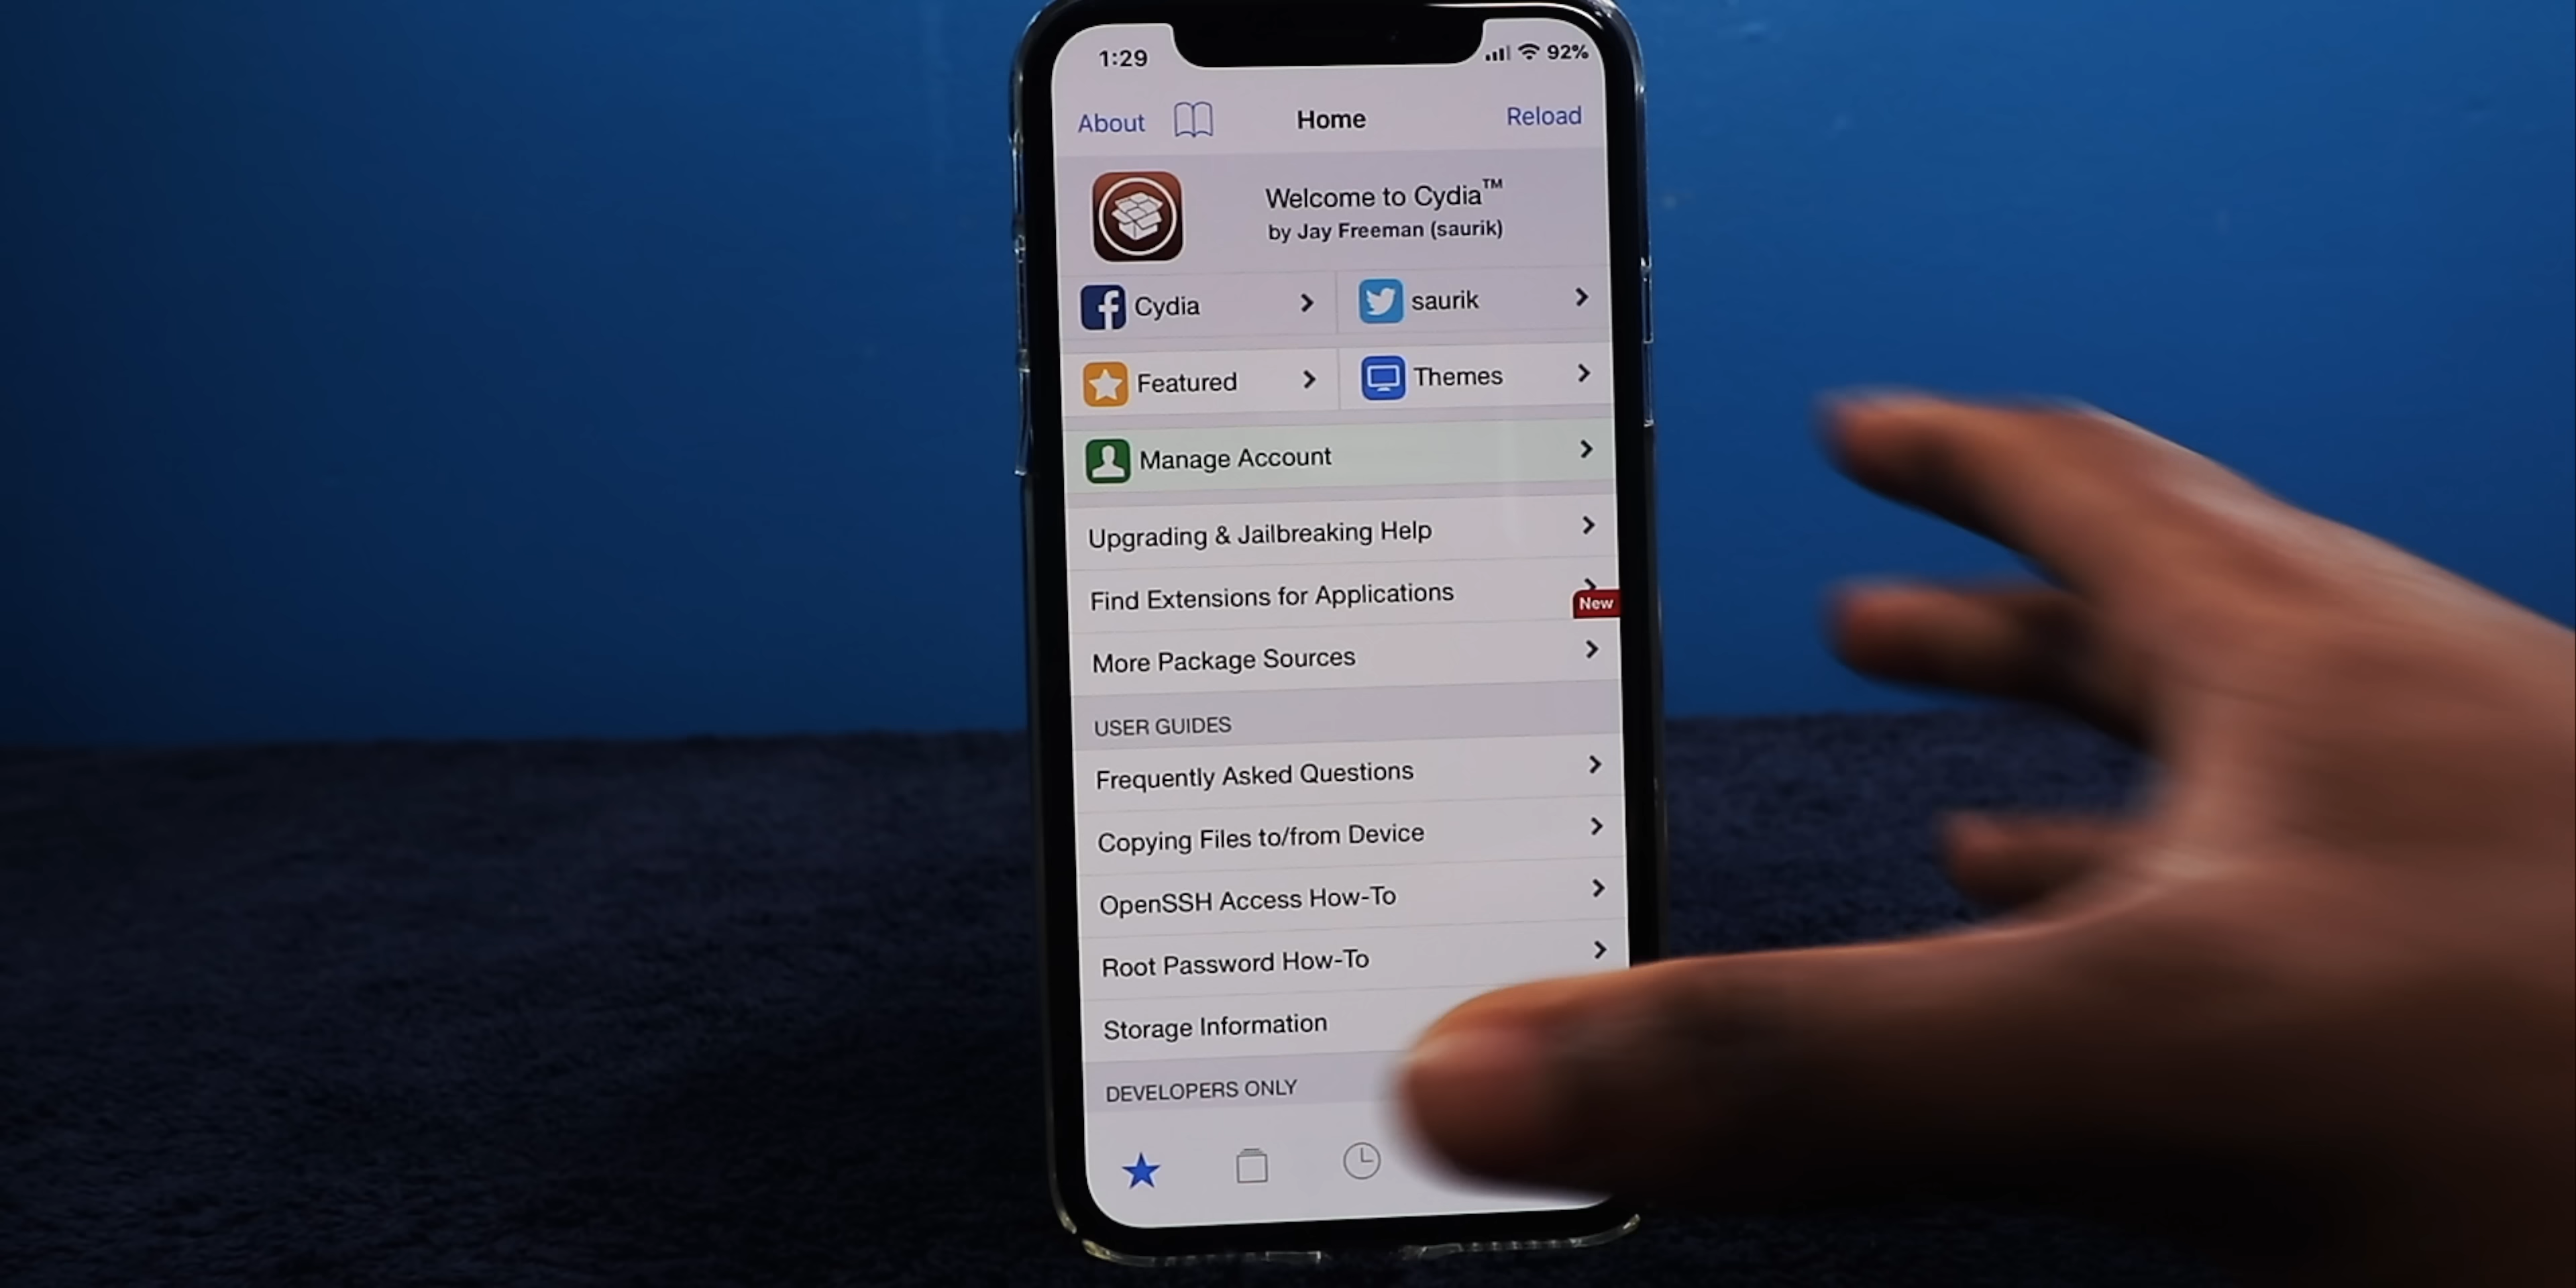 1:29
92%
About
Home
Reload
Welcome to Cydia™
by Jay Freeman (saurik)
Cydia
saurik
Featured
Themes
Manage Account
Upgrading & Jailbreaking Help
Find Extensions for Applications
New
More Package Sources
USER GUIDES
Frequently Asked Questions
Copying Files to/from Device
OpenSSH Access How-To
Root Password How-To
Storage Information
DEVELOPERS ONLY